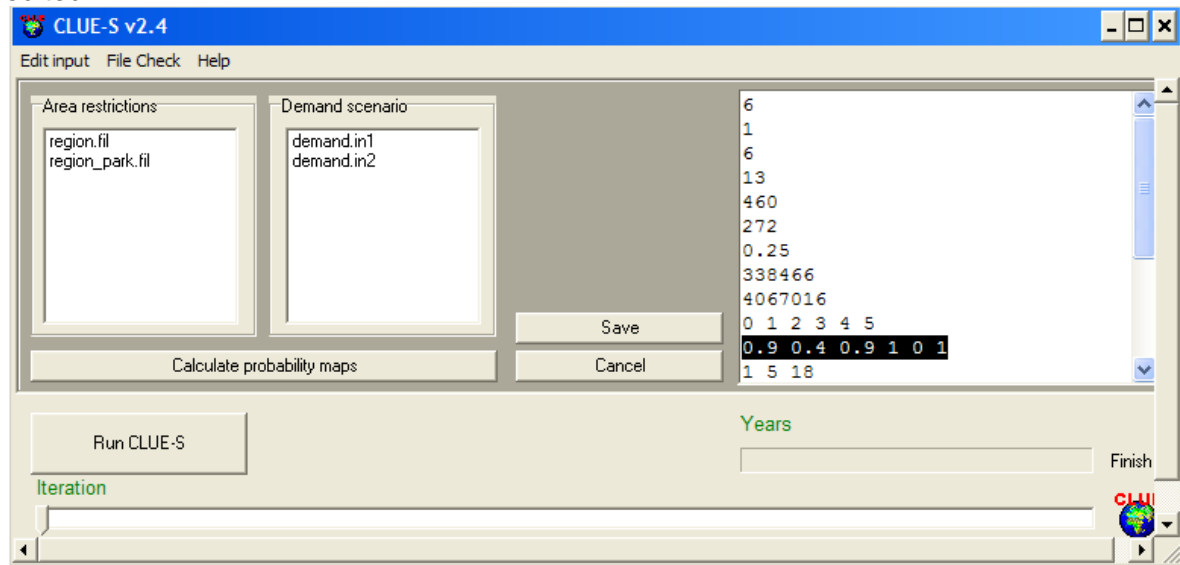 CLUE-S v2.4
Edit input File Check Help
Area restrictions
region.fil
region_park.fil
Demand scenario
demand.in1
demand.in2
6
1
6
13
460
272
0.25
338466
4067016
0 1 2 3 4 5
0.9 0.4 0.9 1 0 1
1 5 18
Save
Calculate probability maps
Cancel
Run CLUE-S
Years
Finish
Iteration
CLU